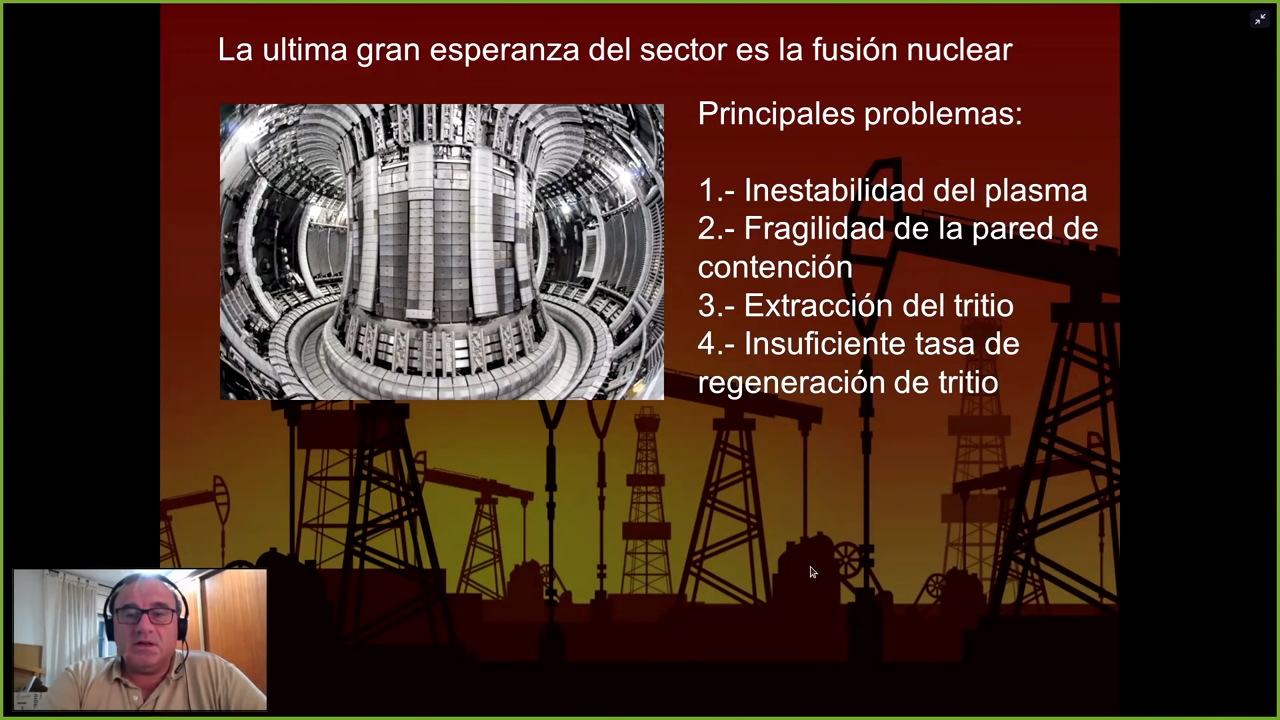 La ultima gran esperanza del sector es la fusión nuclear
Principales problemas:
1.- Inestabilidad del plasma
2.- Fragilidad de la pared de
contención
3.- Extracción del tritio
4.- Insuficiente tasa de
regeneración de tritio